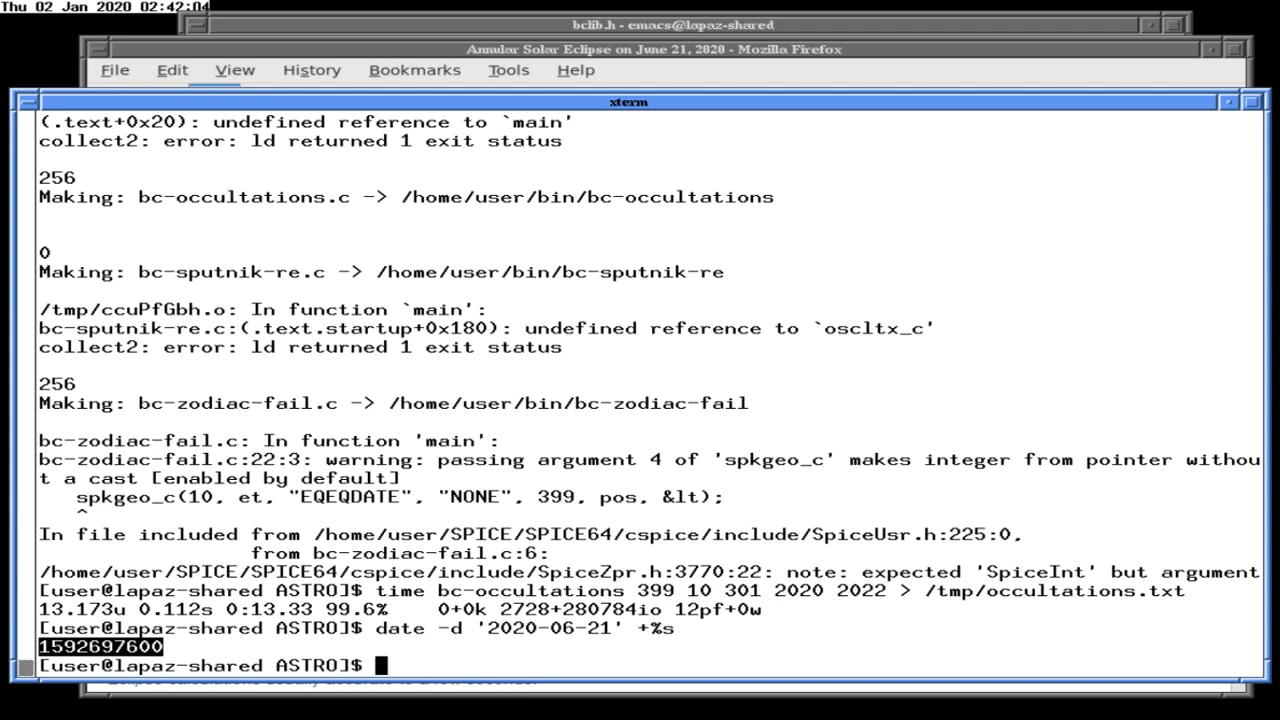 Thu 02 Jan 2020 02:42:04
bclib.h - emacs@lapaz-shared
Annular Solar Eclipse on June 21, 2020 - Mozilla Firefox
File Edit View History Bookmarks Tools Help
xterm
(.text+0x20): undefined reference to `main'
collect2: error: ld returned 1 exit status
256
Making: bc-occultations.c -> /home/user/bin/bc-occultations
0
Making: bc-sputnik-re.c -> /home/user/bin/bc-sputnik-re
/tmp/ccuPfGbh.o: In function `main':
bc-sputnik-re.c:(.text.startup+0x180): undefined reference to `oscltx_c'
collect2: error: ld returned 1 exit status
256
Making: bc-zodiac-fail.c -> /home/user/bin/bc-zodiac-fail
bc-zodiac-fail.c: In function 'main':
bc-zodiac-fail.c:22:3: warning: passing argument 4 of 'spkgeo_c' makes integer from pointer withou
t a cast [enabled by default]
spkgeo_c(10, et, "EQEQDATE", "NONE", 399, pos, &lt);
^
In file included from /home/user/SPICE/SPICE64/cspice/include/SpiceUsr.h:225:0,
from bc-zodiac-fail.c:6:
/home/user/SPICE/SPICE64/cspice/include/SpiceZpr.h:3770:22: note: expected 'SpiceInt' but argument
[user@lapaz-shared ASTRO]$ time bc-occultations 399 10 301 2020 2022 > /tmp/occultations.txt
13.173u 0.112s 0:13.33 99.6% 0+0k 2728+280784io 12pf+0w
[user@lapaz-shared ASTRO]$ date -d '2020-06-21' +%s
1592697600
[user@lapaz-shared ASTRO]$